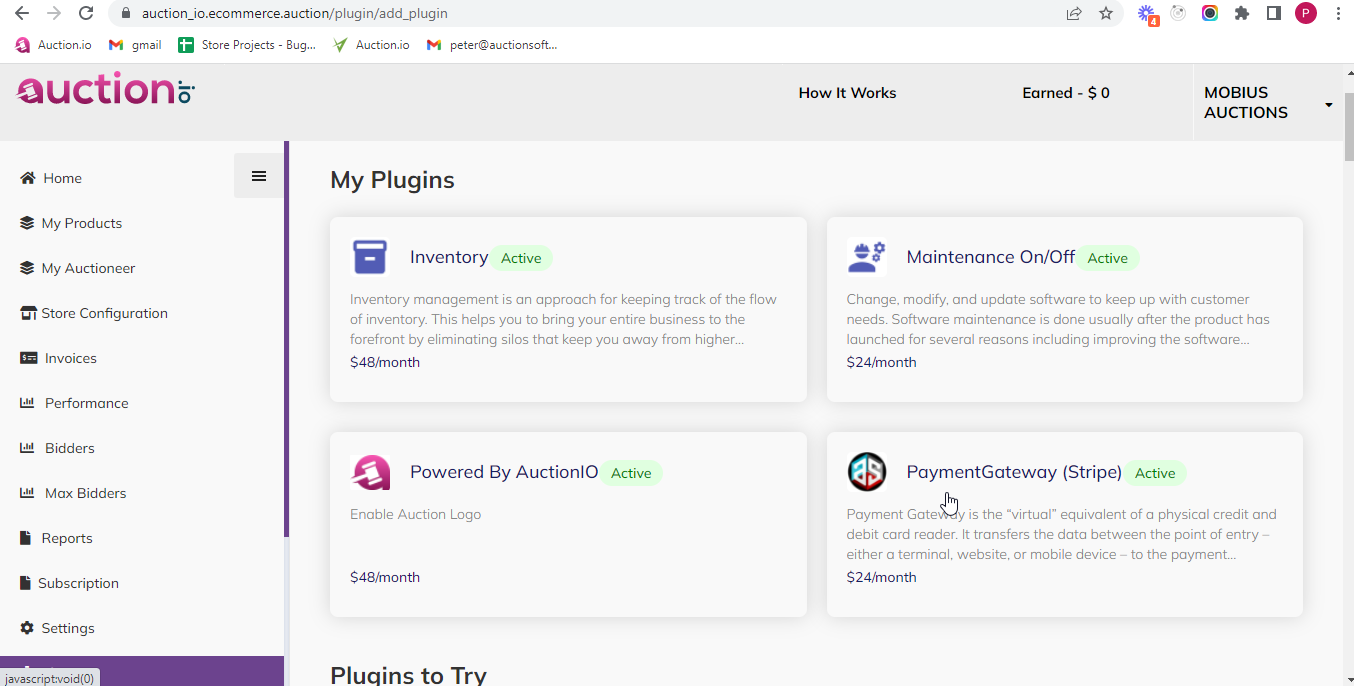 auction_io.ecommerce.auction/plugin/add_plugin
4
P
Auction.io
gmail
Store Projects - Bug...
Auction.io
peter@auctionsoft...
auction io
How It Works
Earned - $ 0
MOBIUS
AUCTIONS
Home
My Products
My Auctioneer
Store Configuration
Invoices
Performance
Bidders
Max Bidders
Reports
Subscription
Settings
javascript:void(0)
My Plugins
Inventory Active
Inventory management is an approach for keeping track of the flow
of inventory. This helps you to bring your entire business to the
forefront by eliminating silos that keep you away from higher...
$48/month
Maintenance On/Off Active
Change, modify, and update software to keep up with customer
needs. Software maintenance is done usually after the product has
launched for several reasons including improving the software...
$24/month
Powered By AuctionIO Active
Enable Auction Logo
$48/month
PaymentGateway (Stripe) Active
Payment Gateway is the “virtual” equivalent of a physical credit and
debit card reader. It transfers the data between the point of entry –
either a terminal, website, or mobile device – to the payment...
$24/month
Plugins to Try